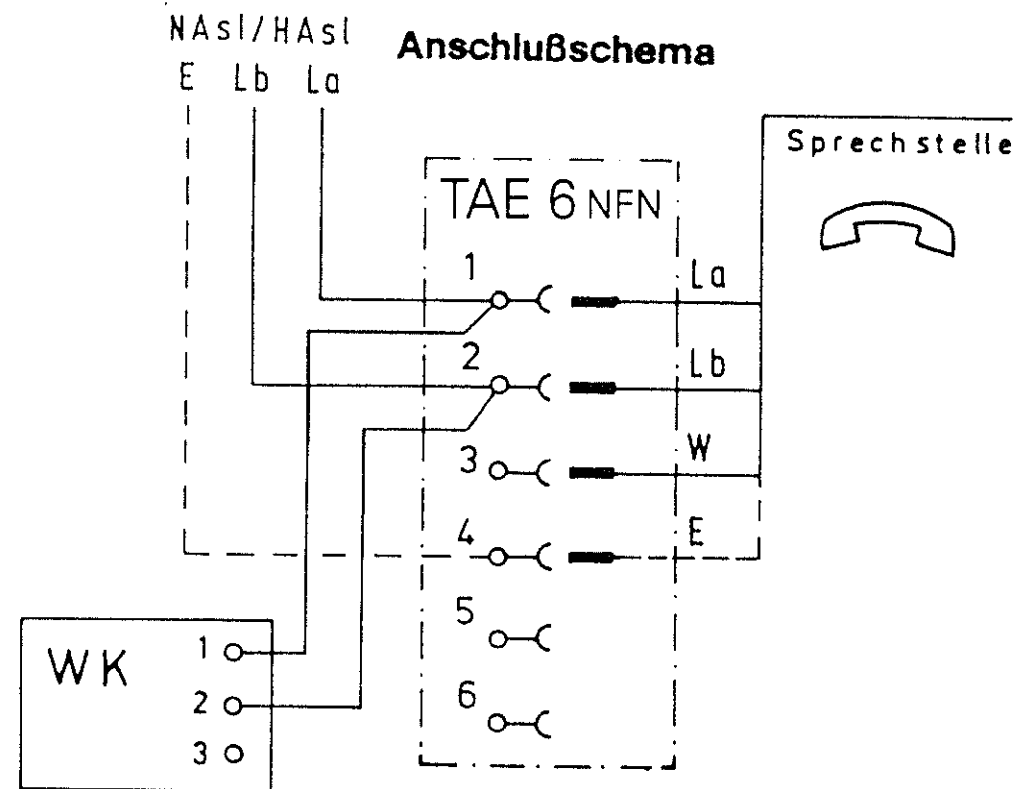 NAsl/HAsl
Anschlußschema
E Lb La
Sprechstelle
TAE 6 NFN
1
La
2
Lb
3
W
4
E
5
6
WK
1
2
3